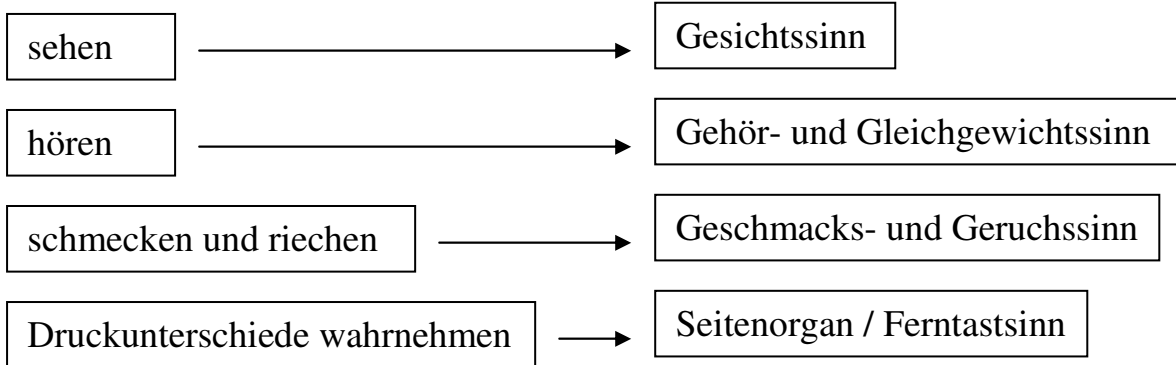 sehen
Gesichtssinn
hören
Gehör- und Gleichgewichtssinn
schmecken und riechen
Geschmacks- und Geruchssinn
Druckunterschiede wahrnehmen
Seitenorgan / Ferntastsinn